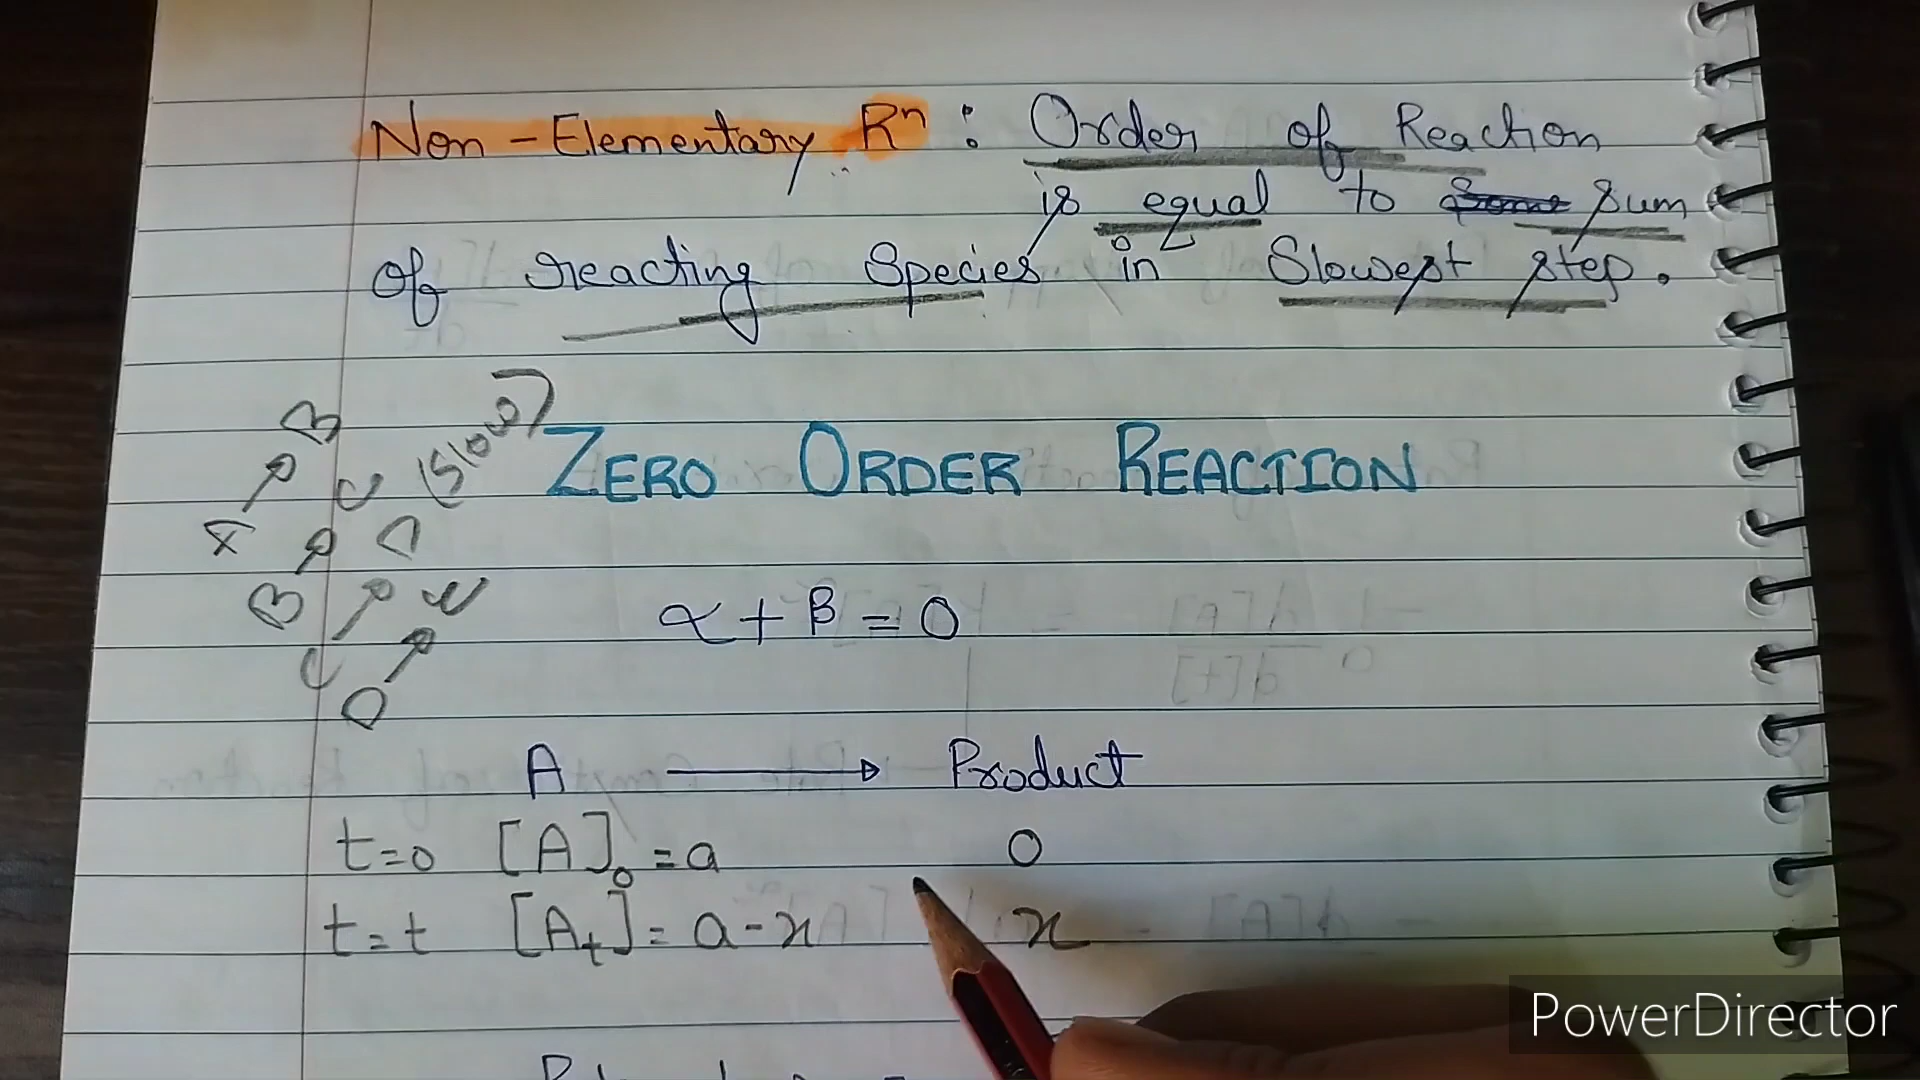 Non-Elementary Rⁿ : Order of Reaction
is equal to sum
of reacting Species in Slowest step.
A → B
B → C
C → D (Slow)
D → E
ZERO ORDER REACTION
α + β = 0
A → Product
t=0 [A]₀ = a 0
t=t [Aₜ] = a-x x
PowerDirector